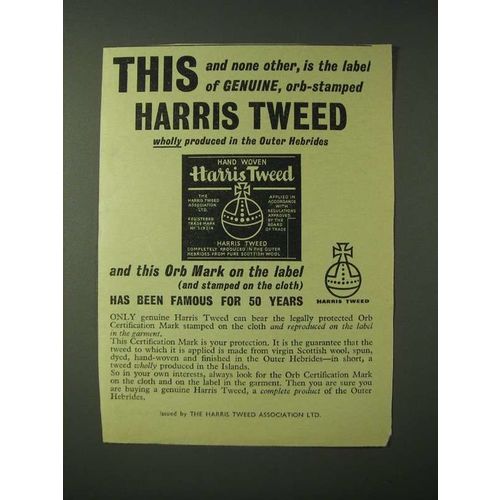 THIS and none other, is the label
of GENUINE, orb-stamped
HARRIS TWEED
wholly produced in the Outer Hebrides
HAND WOVEN
Harris Tweed
THE
HARRIS TWEED
ASSOCIATION
LTD.
REGISTERED
TRADE MARK
APPLIED IN
ACCORDANCE
WITH
REGULATIONS
APPROVED
BY THE
BOARD
OF TRADE
HARRIS TWEED
COMPLETELY PRODUCED IN THE OUTER
HEBRIDES FROM PURE SCOTTISH WOOL
and this Orb Mark on the label
(and stamped on the cloth)
HAS BEEN FAMOUS FOR 50 YEARS
HARRIS TWEED
ONLY genuine Harris Tweed can bear the legally protected Orb
Certification Mark stamped on the cloth and reproduced on the label
in the garment.
This Certification Mark is your protection. It is the guarantee that the
tweed to which it is applied is made from virgin Scottish wool, spun,
dyed, hand-woven and finished in the Outer Hebrides—in short, a
tweed wholly produced in the Islands.
So in your own interests, always look for the Orb Certification Mark
on the cloth and on the label in the garment. Then you are sure you
are buying a genuine Harris Tweed, a complete product of the Outer
Hebrides.
Issued by THE HARRIS TWEED ASSOCIATION LTD.